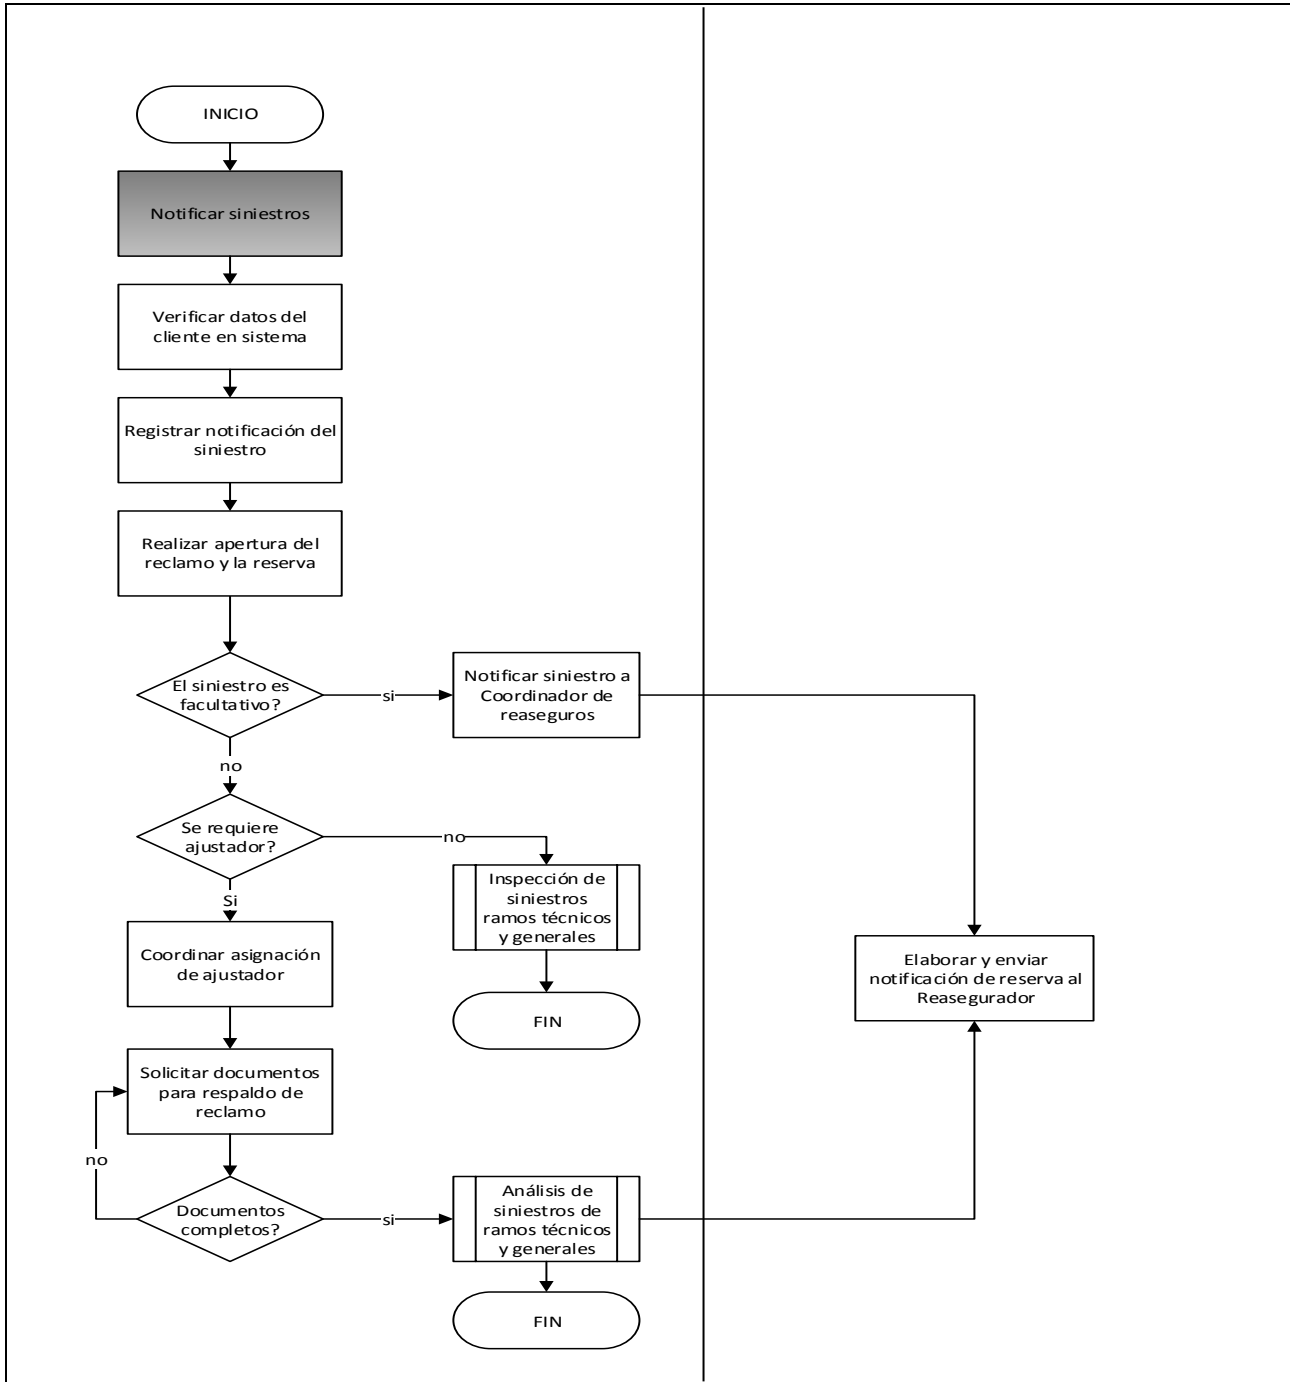 INICIO
Notificar siniestros
Verificar datos del
cliente en sistema
Registrar notificación del
siniestro
Realizar apertura del
reclamo y la reserva
El siniestro es
facultativo?
si
Notificar siniestro a
Coordinador de
reaseguros
no
Se requiere
ajustador?
no
Inspección de
siniestros
ramos técnicos
y generales
Si
Coordinar asignación
de ajustador
Elaborar y enviar
notificación de reserva al
Reasegurador
FIN
Solicitar documentos
para respaldo de
reclamo
no
Documentos
completos?
si
Análisis de
siniestros de
ramos técnicos
y generales
FIN